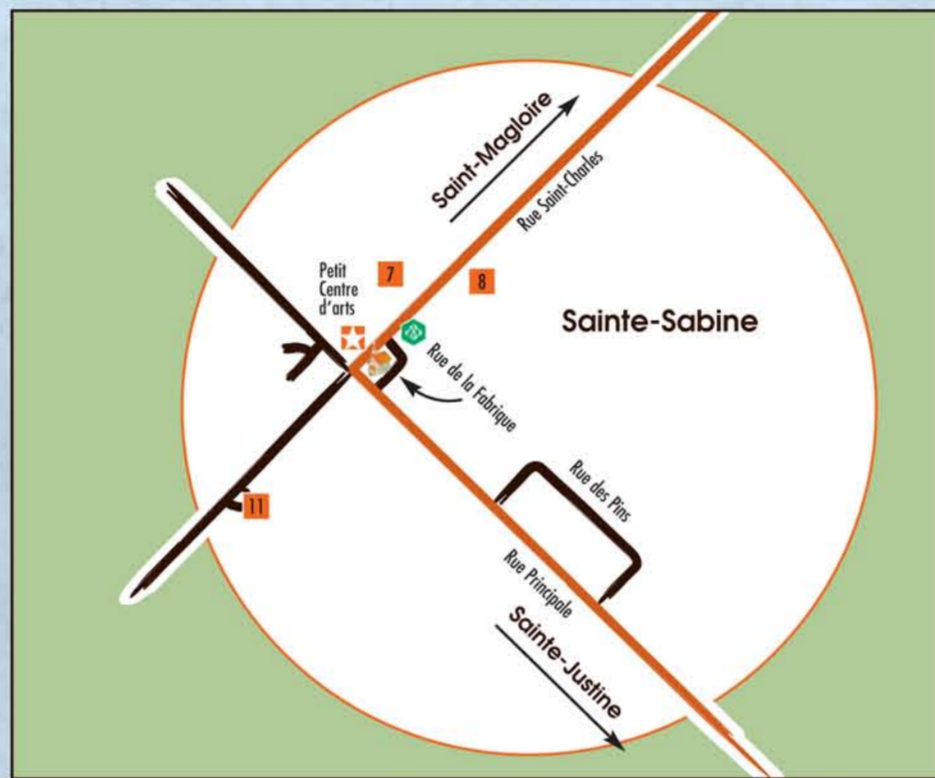 Saint-Magloire
Rue Saint-Charles
Petit
Centre
d'arts
7
8
Sainte-Sabine
Rue de la Fabrique
11
Rue des Pins
Rue Principale
Sainte-Justine